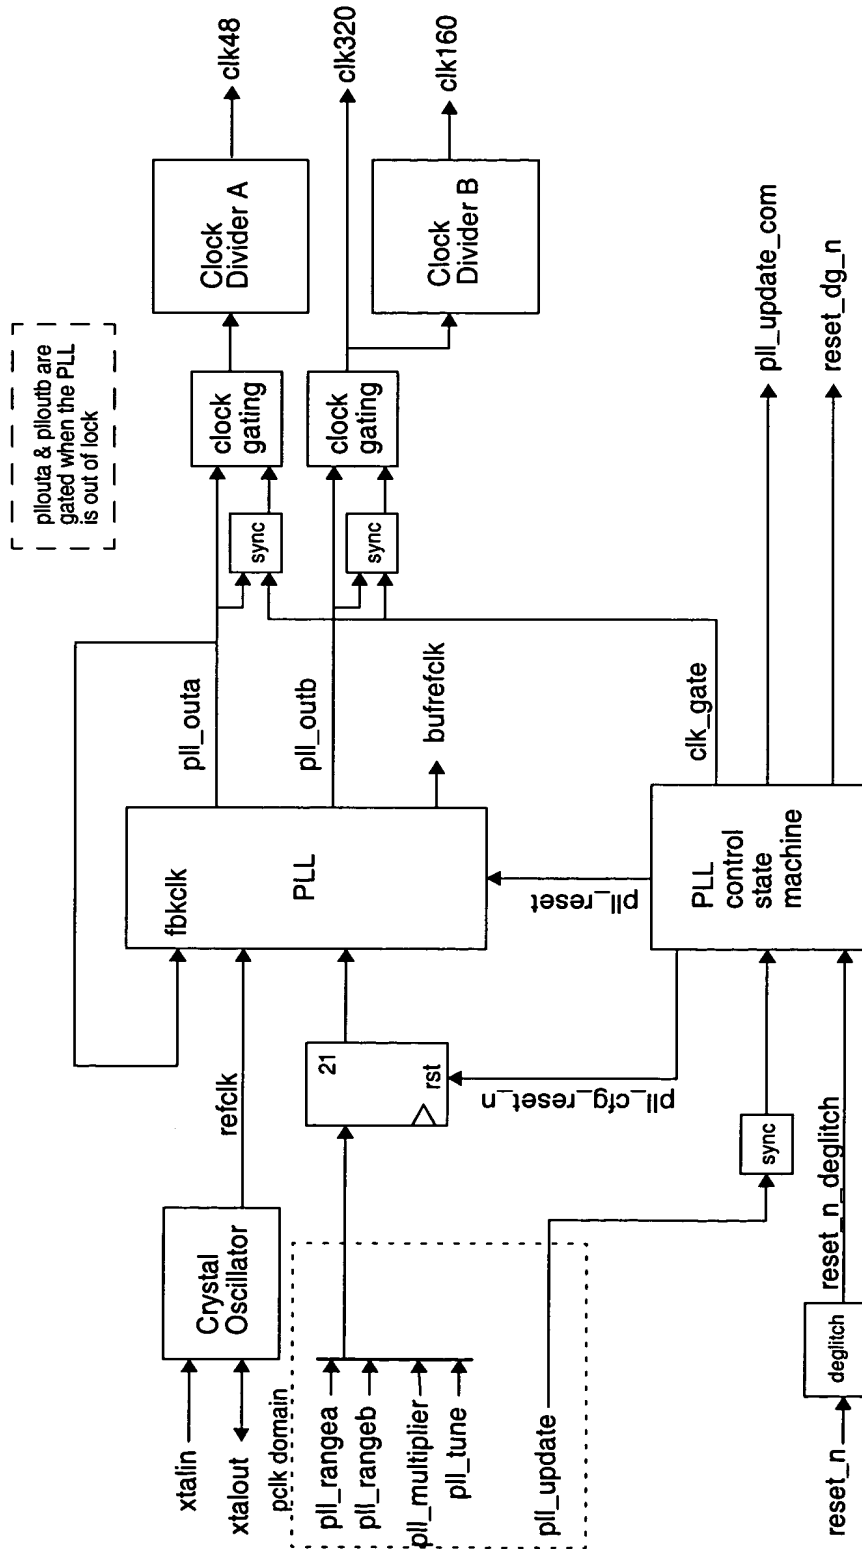 pllouta & plloutb are
gated when the PLL
is out of lock
xtalin
xtalout
Crystal
Oscillator
refclk
fbkclk
PLL
pll_outa
pll_outb
bufrefclk
sync
clock
gating
Clock
Divider A
clk48
sync
clock
gating
clk320
Clock
Divider B
clk160
pclk domain
pll_rangea
pll_rangeb
pll_multiplier
pll_tune
pll_update
21
rst
pll_cfg_reset_n
pll_reset
sync
PLL
control
state
machine
clk_gate
pll_update_com
reset_dg_n
reset_n
deglitch
reset_n_deglitch